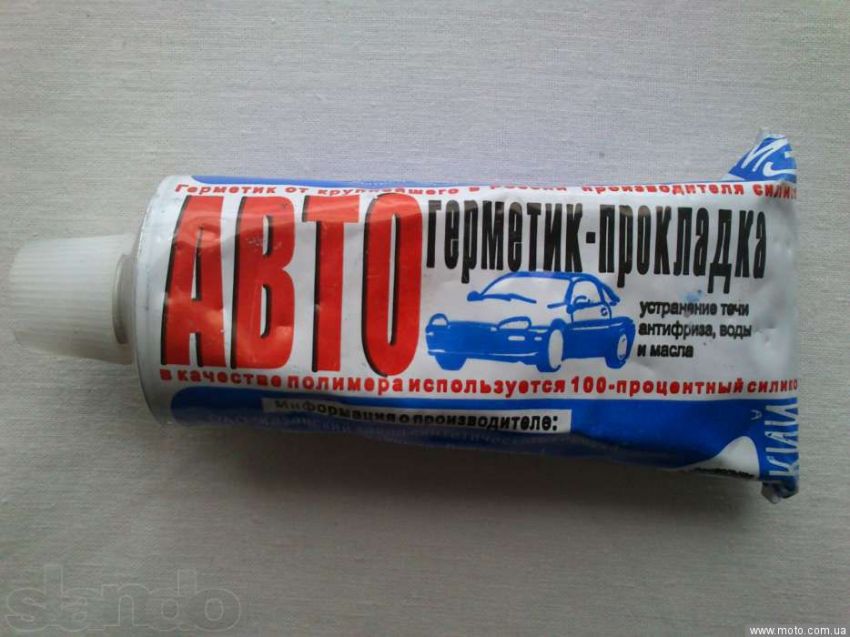 Герметик от крупнейшего в России производителя силик
АВТО
герметик-прокладка
устранение течи
антифриза, воды
и масла
в качестве полимера используется 100-процентный силико
Информация о производителе:
slando
www.moto.com.ua